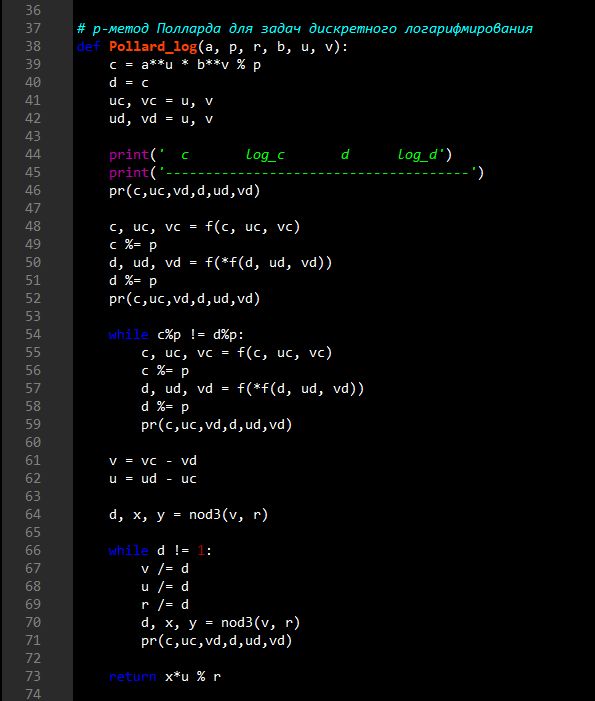 36
37 # p-метод Полларда для задач дискретного логарифмирования
38 def Pollard_log(a, p, r, b, u, v):
39     c = a**u * b**v % p
40     d = c
41     uc, vc = u, v
42     ud, vd = u, v
43
44     print('  c       log_c       d      log_d')
45     print('--------------------------------------')
46     pr(c,uc,vd,d,ud,vd)
47
48     c, uc, vc = f(c, uc, vc)
49     c %= p
50     d, ud, vd = f(*f(d, ud, vd))
51     d %= p
52     pr(c,uc,vd,d,ud,vd)
53
54     while c%p != d%p:
55         c, uc, vc = f(c, uc, vc)
56         c %= p
57         d, ud, vd = f(*f(d, ud, vd))
58         d %= p
59         pr(c,uc,vd,d,ud,vd)
60
61     v = vc - vd
62     u = ud - uc
63
64     d, x, y = nod3(v, r)
65
66     while d != 1:
67         v /= d
68         u /= d
69         r /= d
70         d, x, y = nod3(v, r)
71         pr(c,uc,vd,d,ud,vd)
72
73     return x*u % r
74